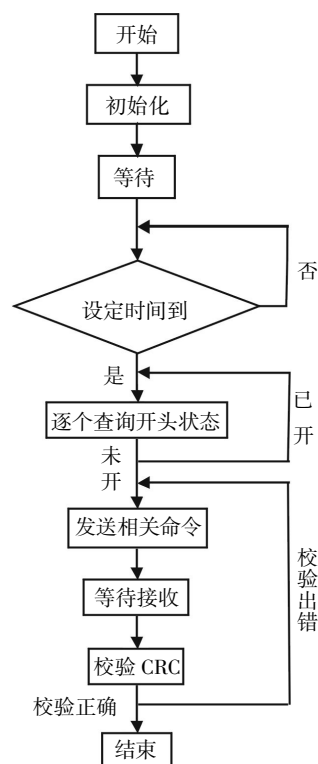 开始
初始化
等待
否
设定时间到
是
已
开
逐个查询开头状态
未
开
发送相关命令
等待接收
校
验
出
错
校验 CRC
校验正确
结束